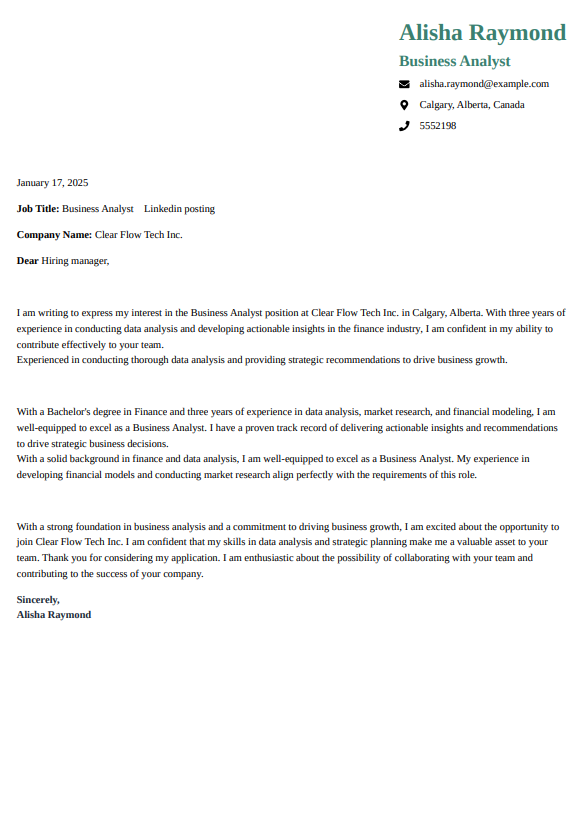 Alisha Raymond
Business Analyst
alisha.raymond@example.com
Calgary, Alberta, Canada
5552198
January 17, 2025
Job Title: Business Analyst Linkedin posting
Company Name: Clear Flow Tech Inc.
Dear Hiring manager,
I am writing to express my interest in the Business Analyst position at Clear Flow Tech Inc. in Calgary, Alberta. With three years of
experience in conducting data analysis and developing actionable insights in the finance industry, I am confident in my ability to
contribute effectively to your team.
Experienced in conducting thorough data analysis and providing strategic recommendations to drive business growth.
With a Bachelor's degree in Finance and three years of experience in data analysis, market research, and financial modeling, I am
well-equipped to excel as a Business Analyst. I have a proven track record of delivering actionable insights and recommendations
to drive strategic business decisions.
With a solid background in finance and data analysis, I am well-equipped to excel as a Business Analyst. My experience in
developing financial models and conducting market research align perfectly with the requirements of this role.
With a strong foundation in business analysis and a commitment to driving business growth, I am excited about the opportunity to
join Clear Flow Tech Inc. I am confident that my skills in data analysis and strategic planning make me a valuable asset to your
team. Thank you for considering my application. I am enthusiastic about the possibility of collaborating with your team and
contributing to the success of your company.
Sincerely,
Alisha Raymond